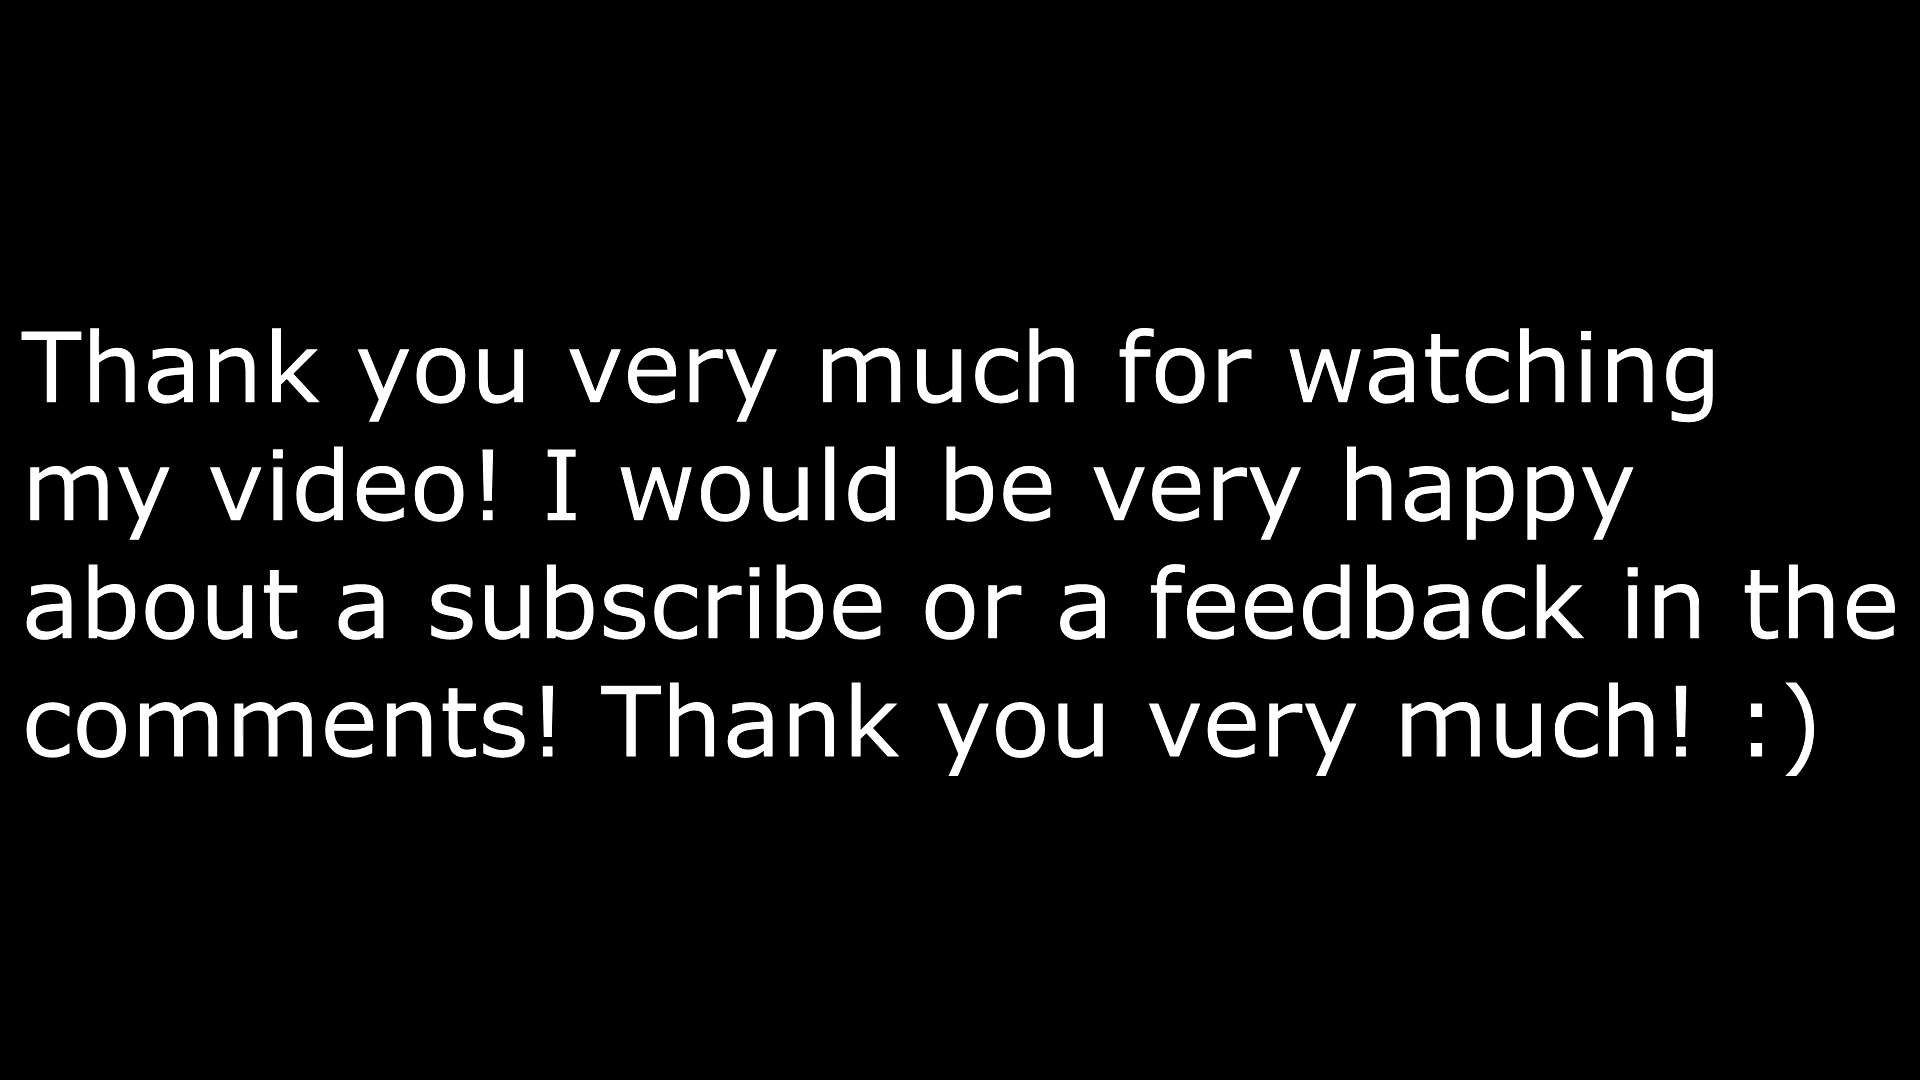 Thank you very much for watching
my video! I would be very happy
about a subscribe or a feedback in the
comments! Thank you very much! :)